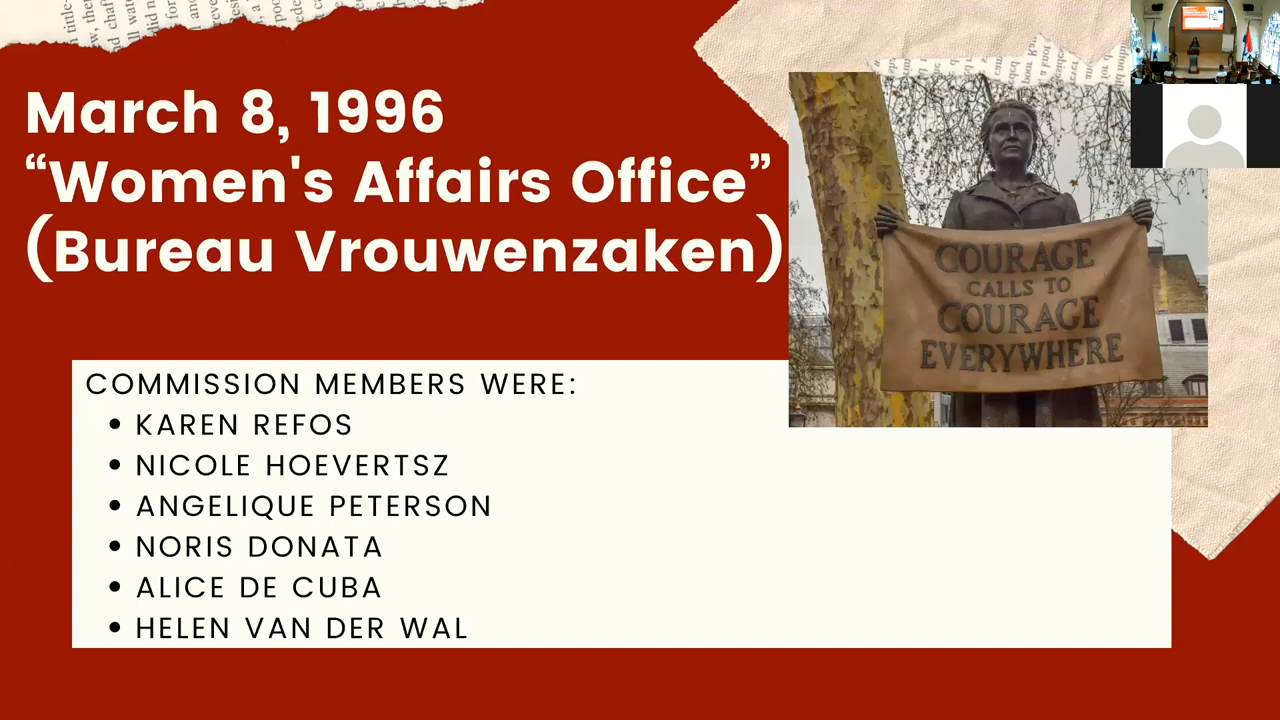 March 8, 1996
“Women's Affairs Office”
(Bureau Vrouwenzaken)
COURAGE
CALLS TO
COURAGE
EVERYWHERE
COMMISSION MEMBERS WERE:
• KAREN REFOS
• NICOLE HOEVERTSZ
• ANGELIQUE PETERSON
• NORIS DONATA
• ALICE DE CUBA
• HELEN VAN DER WAL